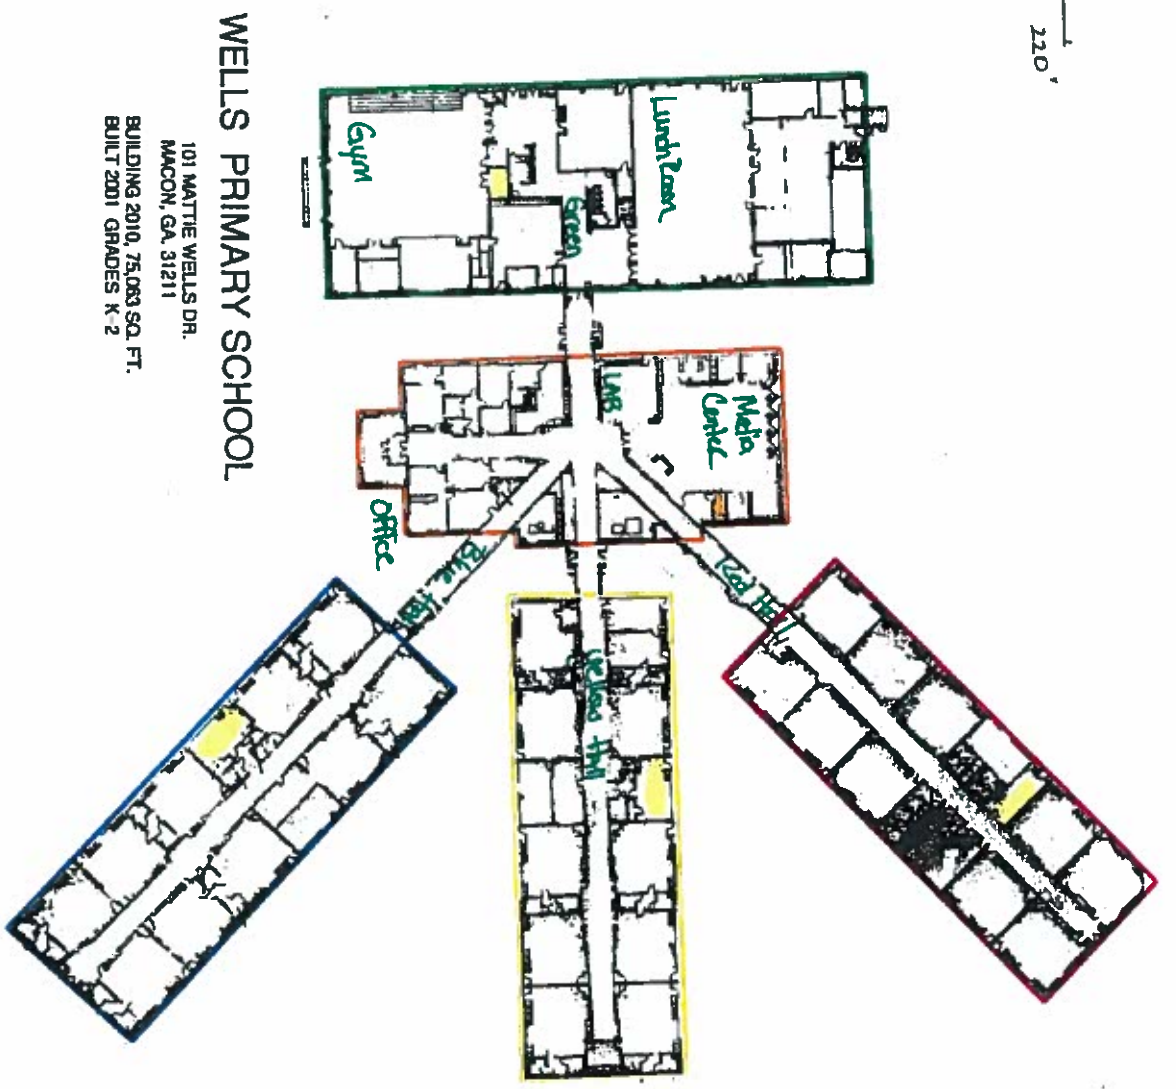 WELLS PRIMARY SCHOOL
101 MATTIE WELLS DR.
MACON, GA. 31211
BUILDING 2010, 75,063 SQ. FT.
BUILT 2001 GRADES K-2
220'
Gym
Green
LunchRoom
LAB
Media
Center
Office
Blue Hall
Yellow Hall
Red Hall